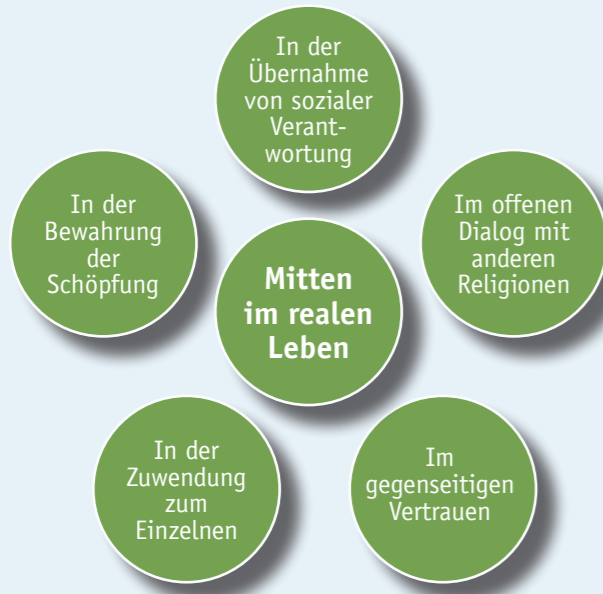 In der
Übernahme
von sozialer
Verant-
wortung
In der
Bewahrung
der
Schöpfung
Im offenen
Dialog mit
anderen
Religionen
Mitten
im realen
Leben
In der
Zuwendung
zum
Einzelnen
Im
gegenseitigen
Vertrauen